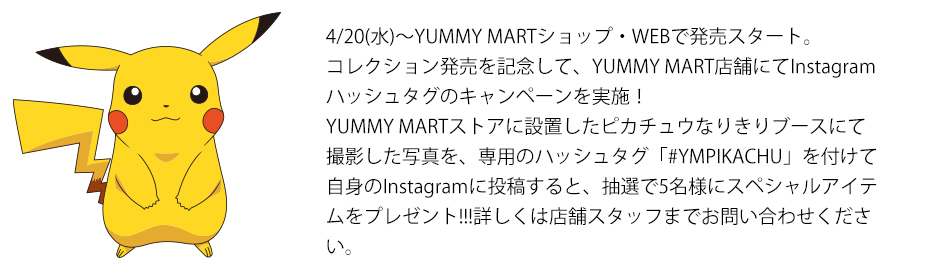 4/20(水)～YUMMY MARTショップ・WEBで発売スタート。
コレクション発売を記念して、YUMMY MART店舗にてInstagram
ハッシュタグのキャンペーンを実施！
YUMMY MARTストアに設置したピカチュウなりきりブースにて
撮影した写真を、専用のハッシュタグ「#YMPIKACHU」を付けて
自身のInstagramに投稿すると、抽選で5名様にスペシャルアイテ
ムをプレゼント!!!詳しくは店舗スタッフまでお問い合わせくださ
い。